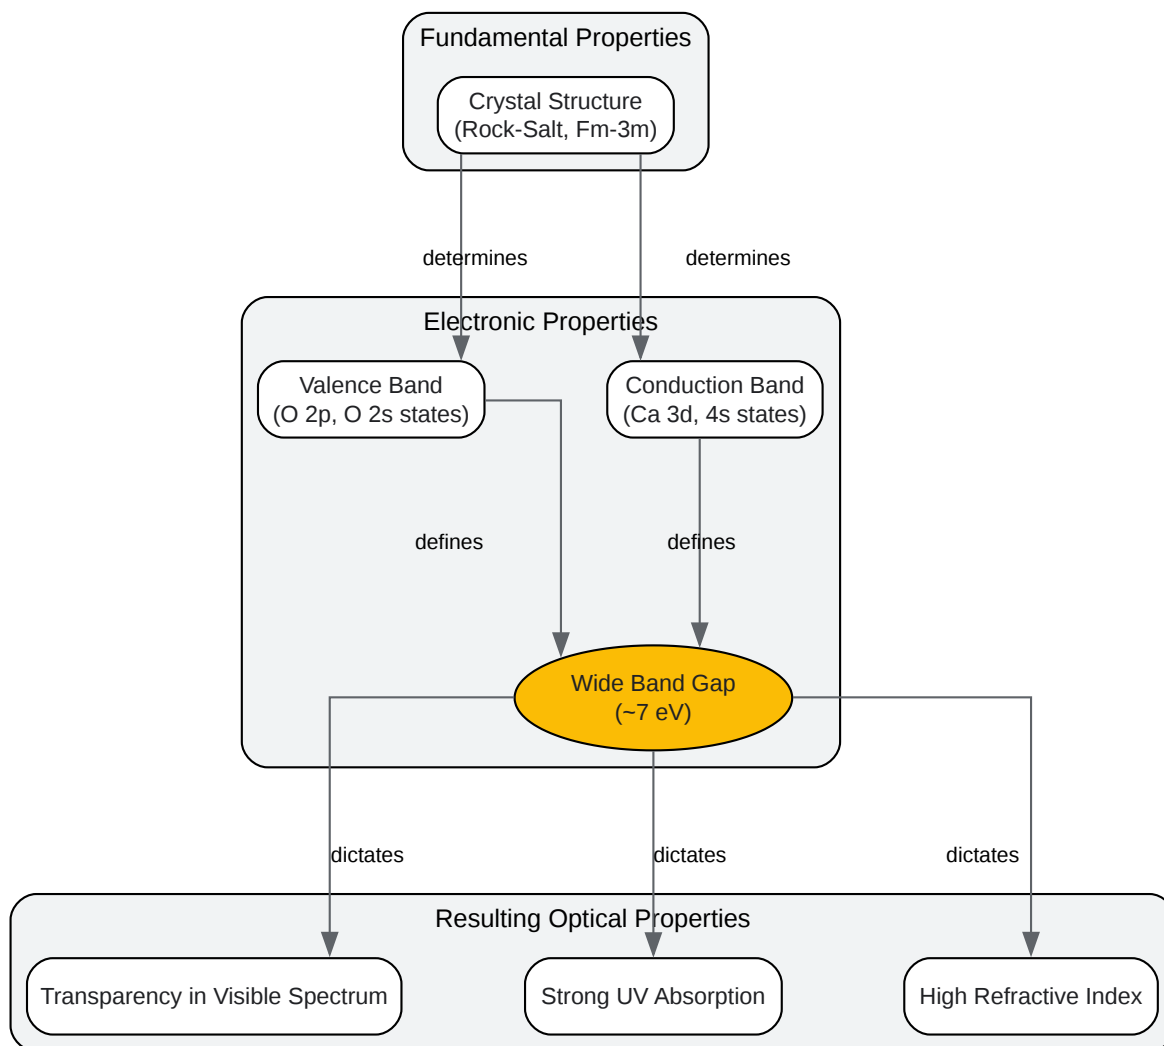 Fundamental Properties
Crystal Structure
(Rock-Salt, Fm-3m)
determines
determines
Electronic Properties
Valence Band
(O 2p, O 2s states)
Conduction Band
(Ca 3d, 4s states)
defines
defines
Wide Band Gap
(~7 eV)
dictates
dictates
dictates
Resulting Optical Properties
Transparency in Visible Spectrum
Strong UV Absorption
High Refractive Index